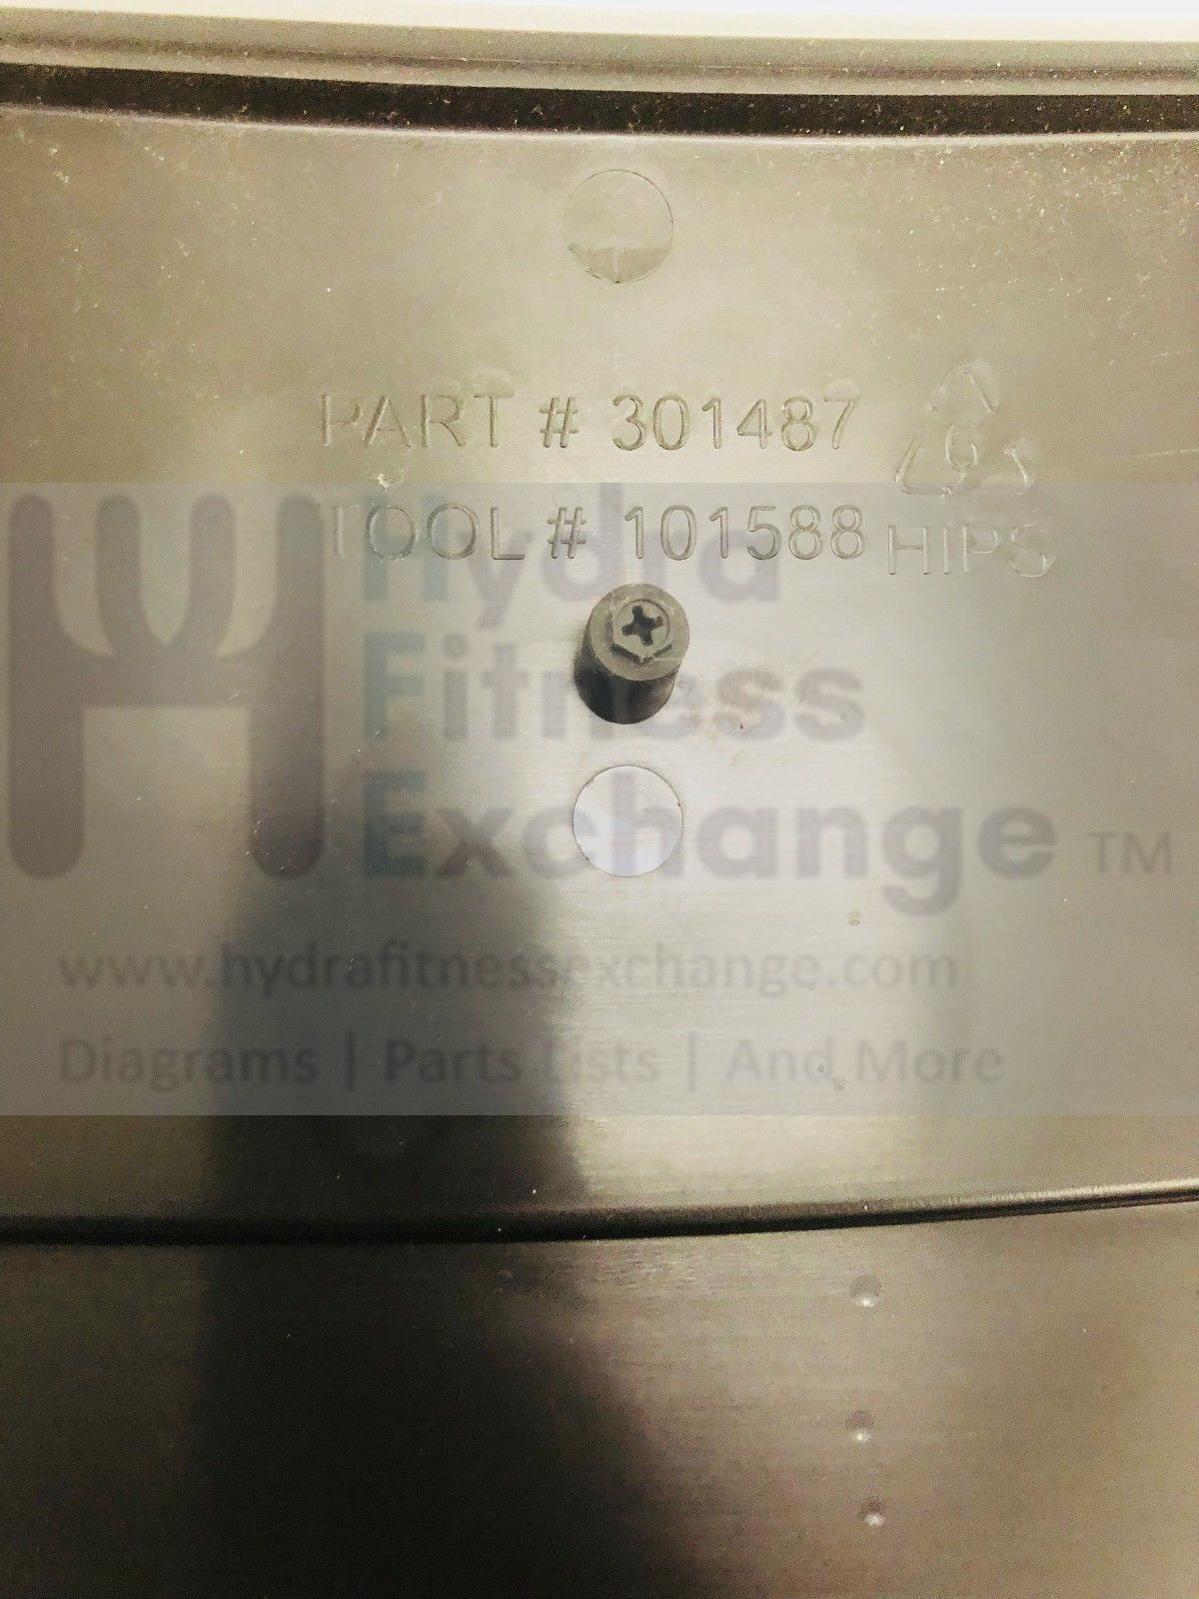 PART # 301487
6
TOOL # 101588
HIPS
Hydra
Fitness
Exchange TM
www.hydrafitnessexchange.com
Diagrams | Parts Lists | And More